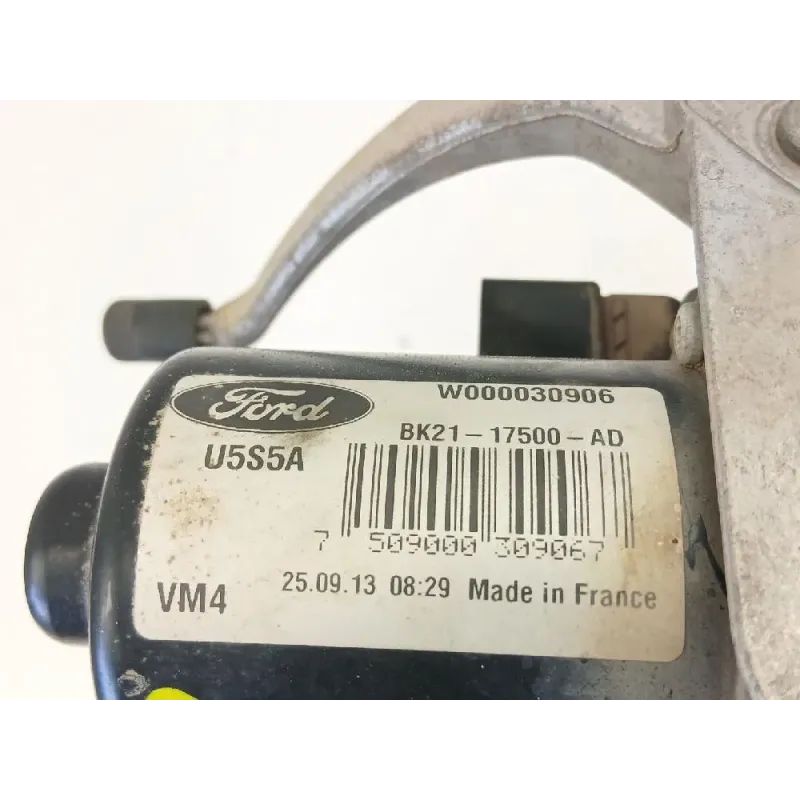 Ford
W000030906
U5S5A
BK21-17500-AD
7 509000 309067
VM4
25.09.13 08:29 Made in France